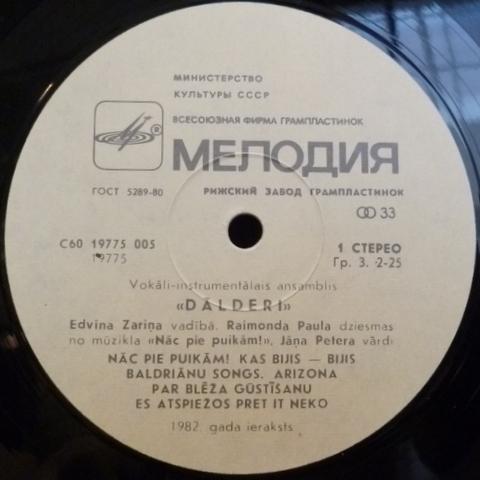 МИНИСТЕРСТВО
КУЛЬТУРЫ СССР
ВСЕСОЮЗНАЯ ФИРМА ГРАМПЛАСТИНОК
МЕЛОДИЯ
ГОСТ 5289-80 РИЖСКИЙ ЗАВОД ГРАМПЛАСТИНОК
33
С60 19775 005 1 СТЕРЕО
19775 Гр. 3. 2-25
Vokāli-instrumentālais ansamblis
«DALDERI»
Edvīna Zariņa vadībā. Raimonda Paula dziesmas
no mūzikla «Nāc pie puikām!», Jāņa Petera vārdi
NĀC PIE PUIKĀM! KAS BIJIS — BIJIS
BALDRIĀNU SONGS. ARIZONA
PAR BLĒŽA GŪSTĪŠANU
ES ATSPIEŽOS PRET IT NEKO
1982. gada ieraksts